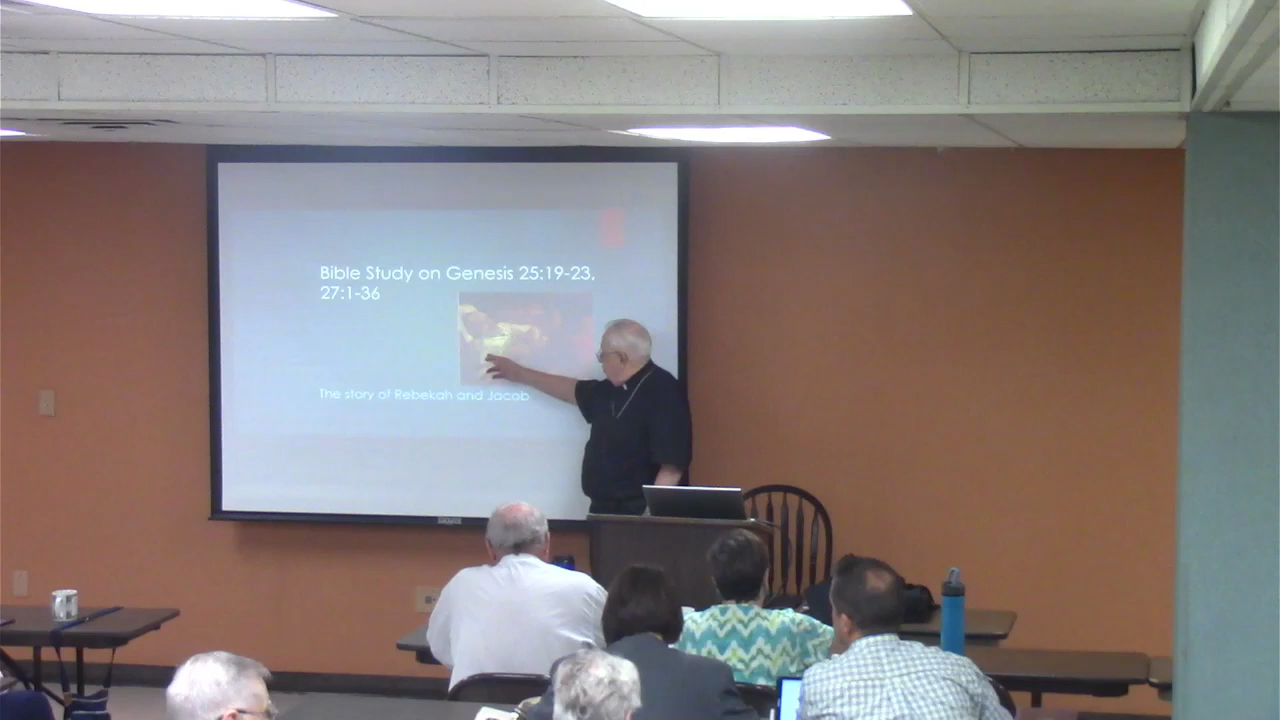 Bible Study on Genesis 25:19-23,
27:1-36
The story of Rebekah and Jacob